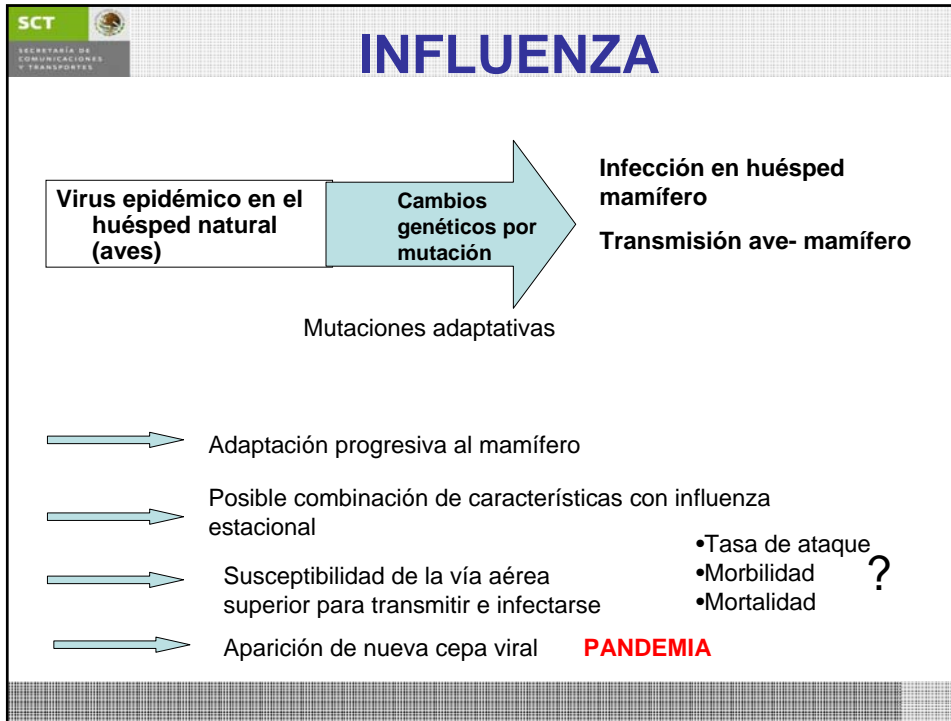 SCT
SECRETARÍA DE
COMUNICACIONES
Y TRANSPORTES
INFLUENZA
Virus epidémico en el
huésped natural
(aves)
Cambios
genéticos por
mutación
Infección en huésped
mamífero
Transmisión ave- mamífero
Mutaciones adaptativas
Adaptación progresiva al mamífero
Posible combinación de características con influenza
estacional
Susceptibilidad de la vía aérea
superior para transmitir e infectarse
•Tasa de ataque
•Morbilidad
•Mortalidad
?
Aparición de nueva cepa viral PANDEMIA